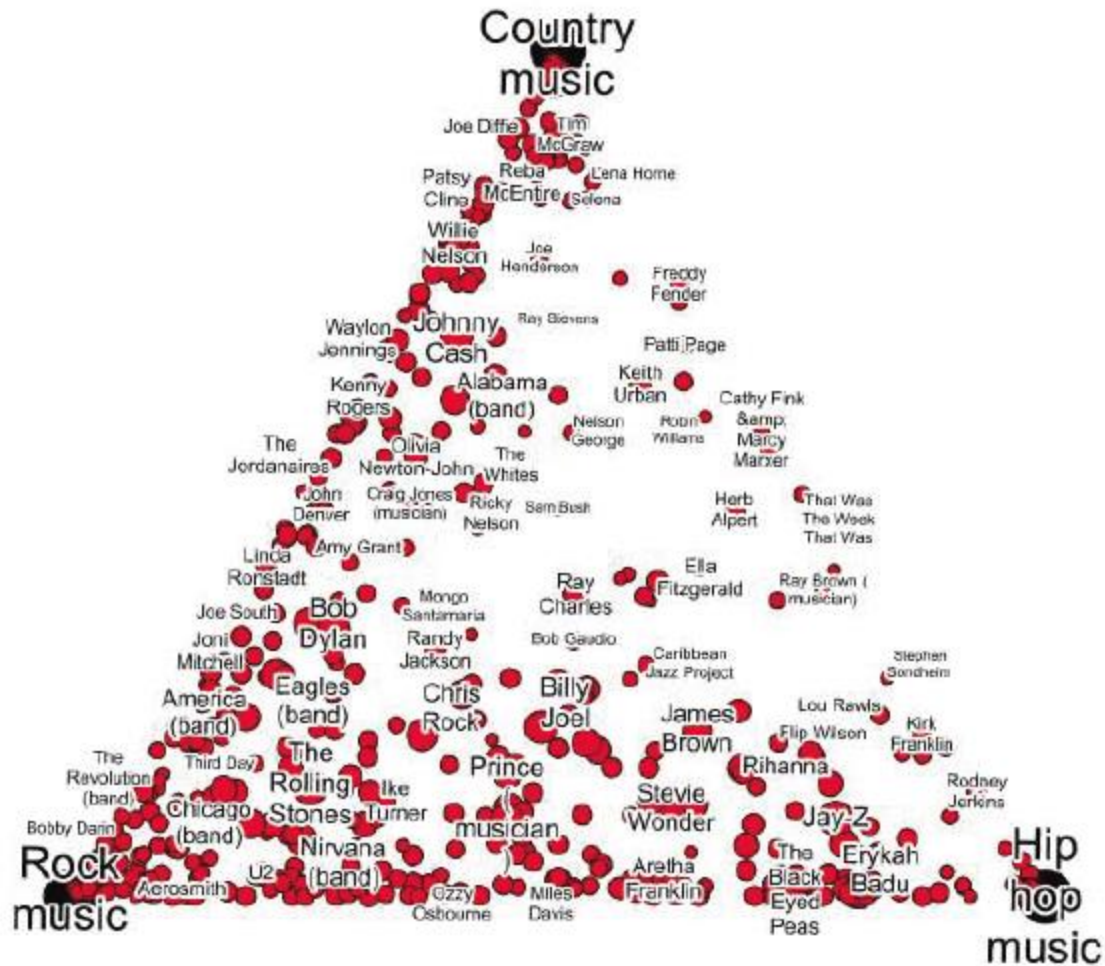 Country
music
Joe Diffie
Tim
McGraw
Reba
McEntire
Lena Horne
Patsy
Cline
Selena
Willie
Nelson
Joe
Henderson
Freddy
Fender
Johnny
Cash
Ray Stevens
Waylon
Jennings
Patti Page
Keith
Urban
Kenny
Rogers
Alabama
(band)
Cathy Fink
&amp;
Marcy
Marxer
Nelson
George
Robin
Williams
The
Jordanaires
Olivia
Newton-John
The
Whites
John
Denver
Craig Jones
(musician)
Ricky
Nelson
Sam Bush
Herb
Alpert
That Was
The Week
That Was
Amy Grant
Linda
Ronstadt
Ella
Fitzgerald
Ray
Charles
Ray Brown (
musician)
Joe South
Bob
Dylan
Mongo
Santamaria
Joni
Mitchell
Randy
Jackson
Bob Gaudio
Caribbean
Jazz Project
Stephen
Sondheim
America
(band)
Eagles
(band)
Chris
Rock
Billy
Joel
James
Brown
Lou Rawls
Flip Wilson
Kirk
Franklin
The
Revolution
(band)
Third Day
The
Rolling
Stones
Ike
Turner
Prince
(
musician
)
Rihanna
Rodney
Jerkins
Stevie
Wonder
Jay-Z
Bobby Darin
Chicago
(band)
Nirvana
(band)
The
Black
Eyed
Peas
Erykah
Badu
Rock
music
Aerosmith
U2
Ozzy
Osbourne
Miles
Davis
Aretha
Franklin
Hip
hop
music